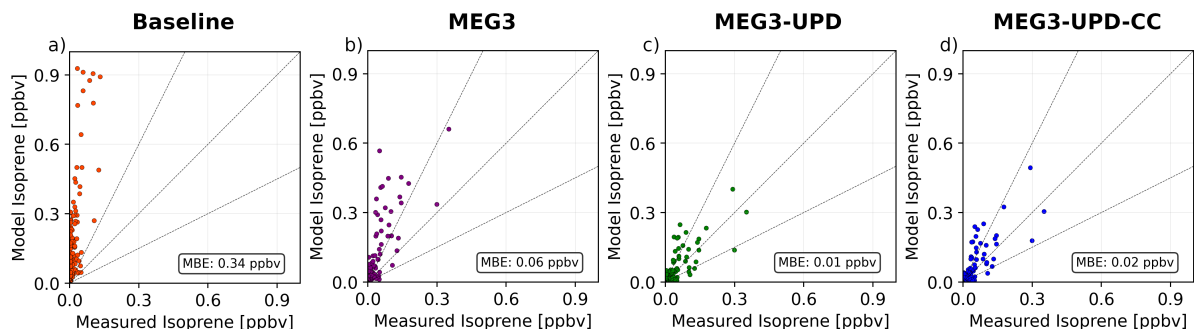 Baseline
MEG3
MEG3-UPD
MEG3-UPD-CC
a)
b)
c)
d)
Model Isoprene [ppbv]
0.9
0.6
0.3
0.0
MBE: 0.34 ppbv
0.0 0.3 0.6 0.9
Measured Isoprene [ppbv]
Model Isoprene [ppbv]
0.9
0.6
0.3
0.0
MBE: 0.06 ppbv
0.0 0.3 0.6 0.9
Measured Isoprene [ppbv]
Model Isoprene [ppbv]
0.9
0.6
0.3
0.0
MBE: 0.01 ppbv
0.0 0.3 0.6 0.9
Measured Isoprene [ppbv]
Model Isoprene [ppbv]
0.9
0.6
0.3
0.0
MBE: 0.02 ppbv
0.0 0.3 0.6 0.9
Measured Isoprene [ppbv]